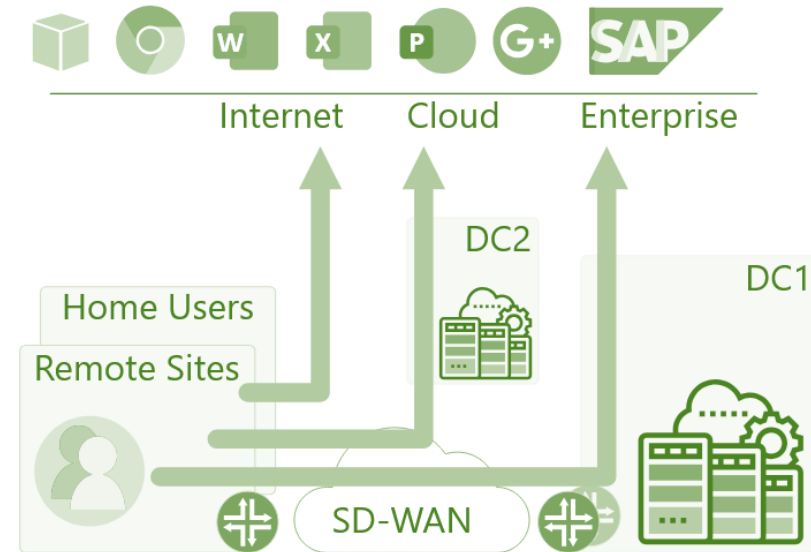 W X P G+ SAP
Internet Cloud Enterprise
DC2
DC1
Home Users
Remote Sites
SD-WAN